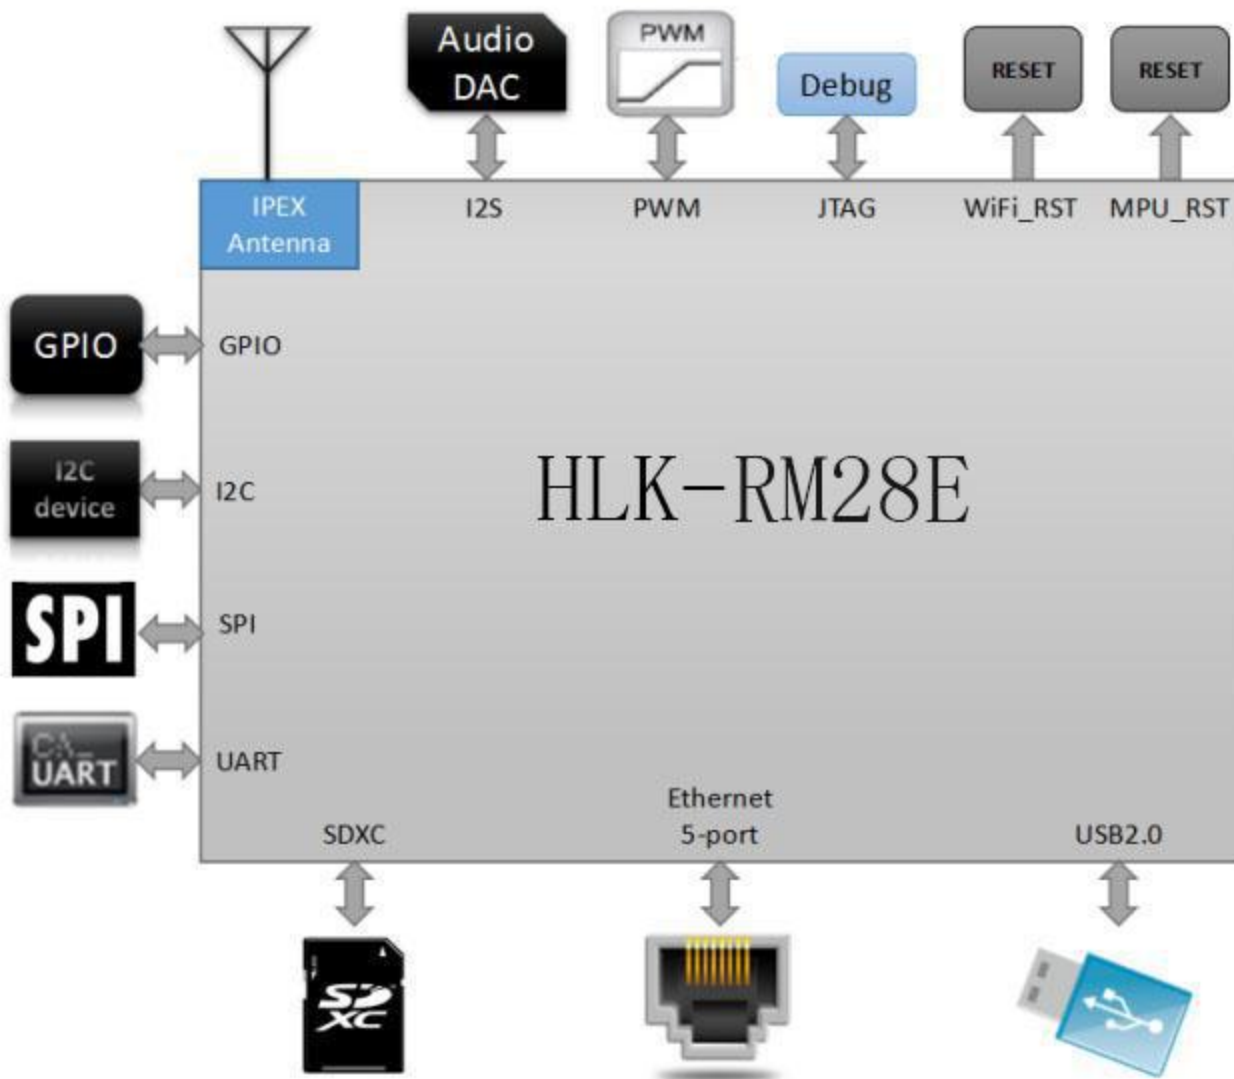 Audio
DAC
PWM
Debug
RESET
RESET
IPEX
Antenna
I2S
PWM
JTAG
WiFi_RST
MPU_RST
GPIO
GPIO
I2C
device
I2C
HLK-RM28E
SPI
SPI
C:\_
UART
UART
SDXC
Ethernet
5-port
USB2.0
SD
XC